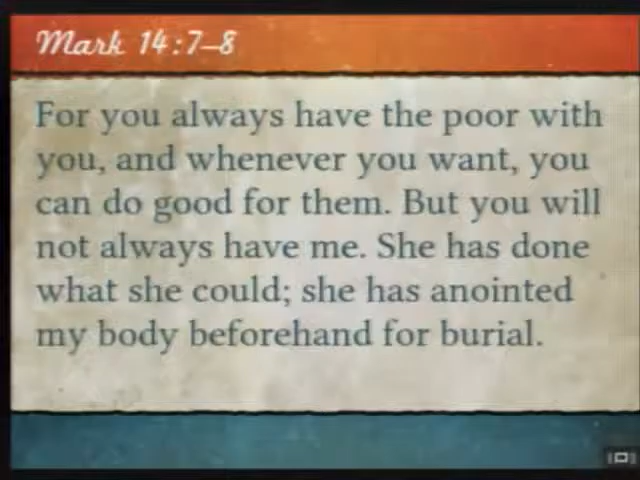 Mark 14:7–8
For you always have the poor with
you, and whenever you want, you
can do good for them. But you will
not always have me. She has done
what she could; she has anointed
my body beforehand for burial.